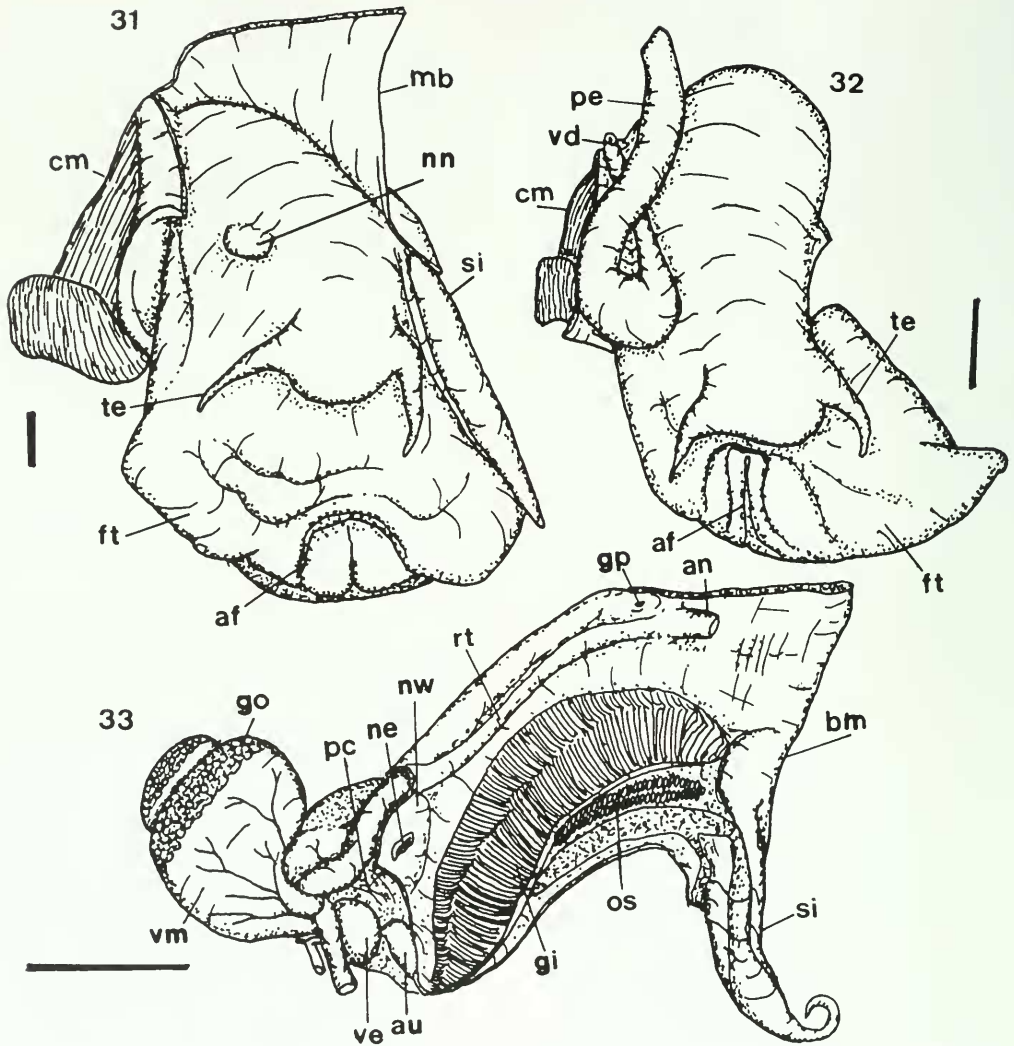 31
mb
cm
nn
si
te
ft
af
32
pe
vd
cm
te
af
ft
33
go
pc
ne
nw
rt
gp
an
bm
vm
ve
au
gi
os
si